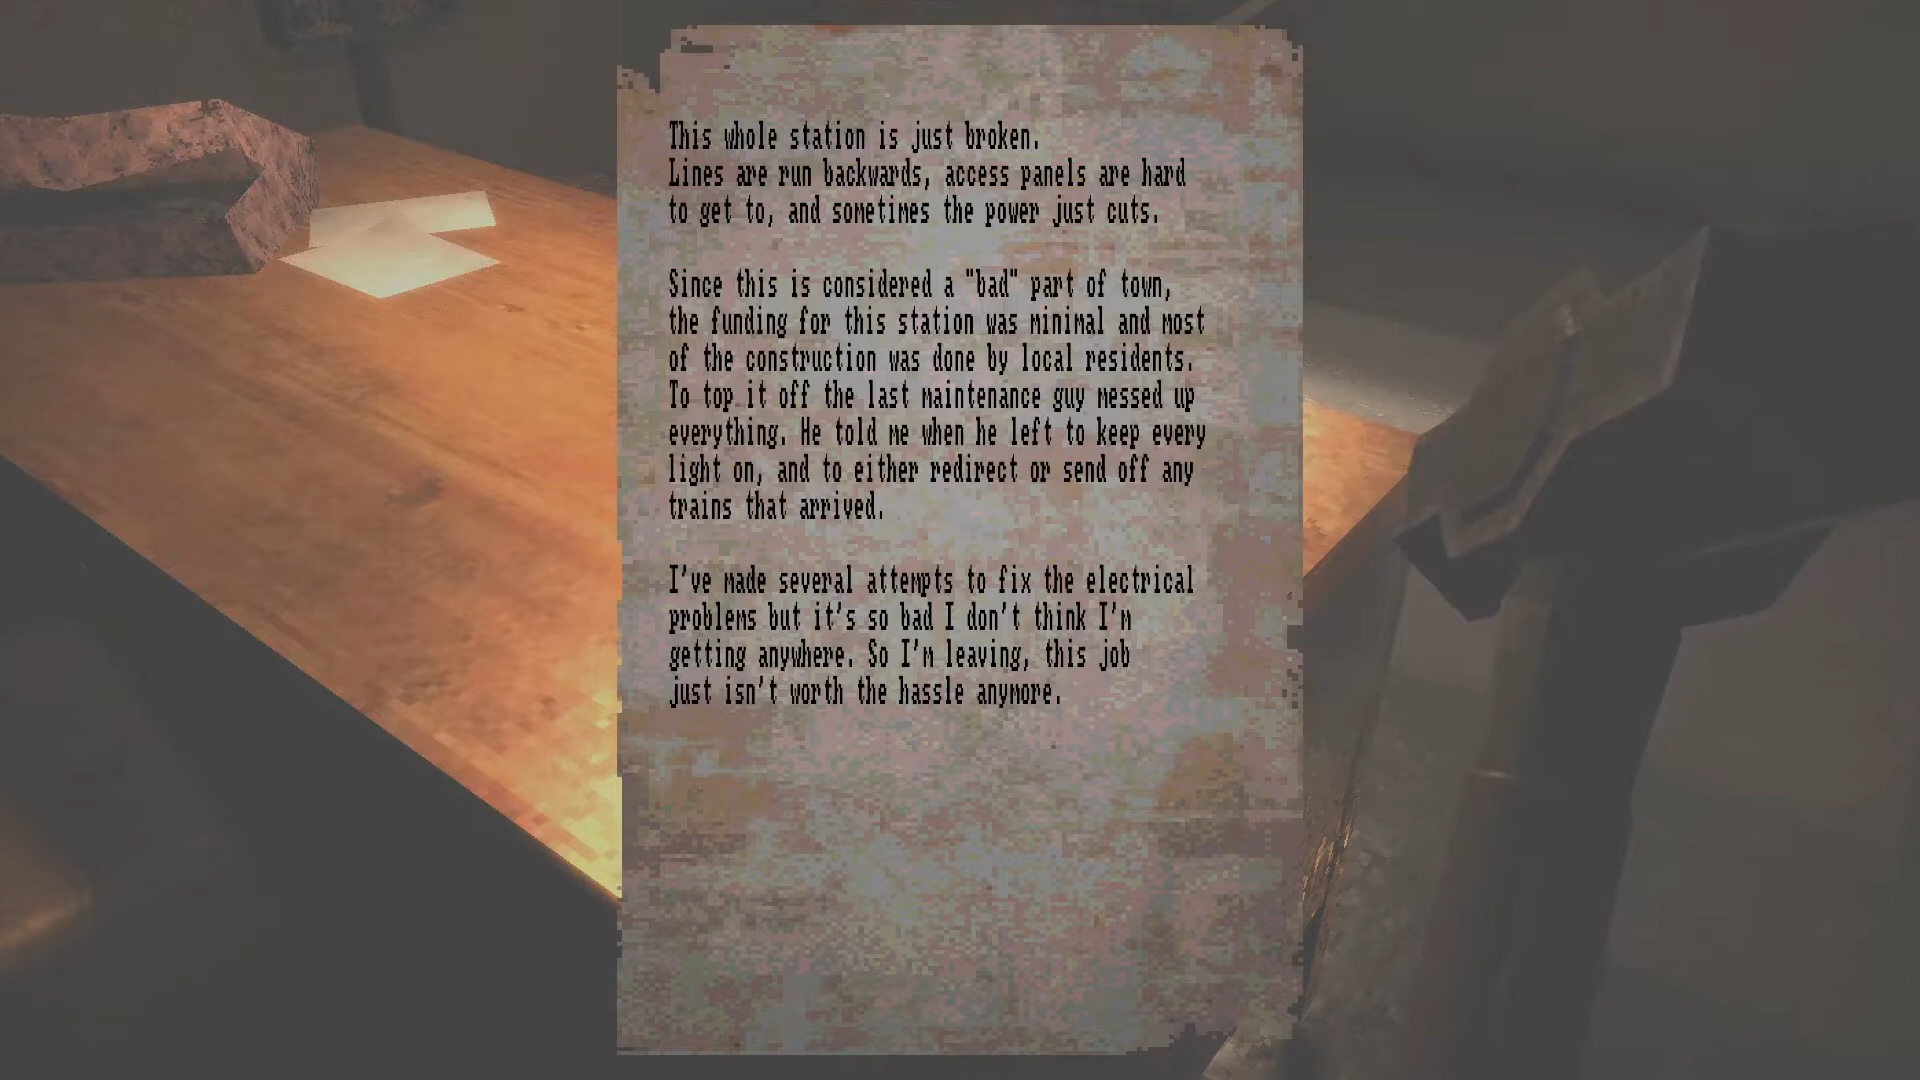 This whole station is just broken.
Lines are run backwards, access panels are hard
to get to, and sometimes the power just cuts.
Since this is considered a "bad" part of town,
the funding for this station was minimal and most
of the construction was done by local residents.
To top it off the last maintenance guy messed up
everything. He told me when he left to keep every
light on, and to either redirect or send off any
trains that arrived.
I've made several attempts to fix the electrical
problems but it's so bad I don't think I'm
getting anywhere. So I'm leaving, this job
just isn't worth the hassle anymore.